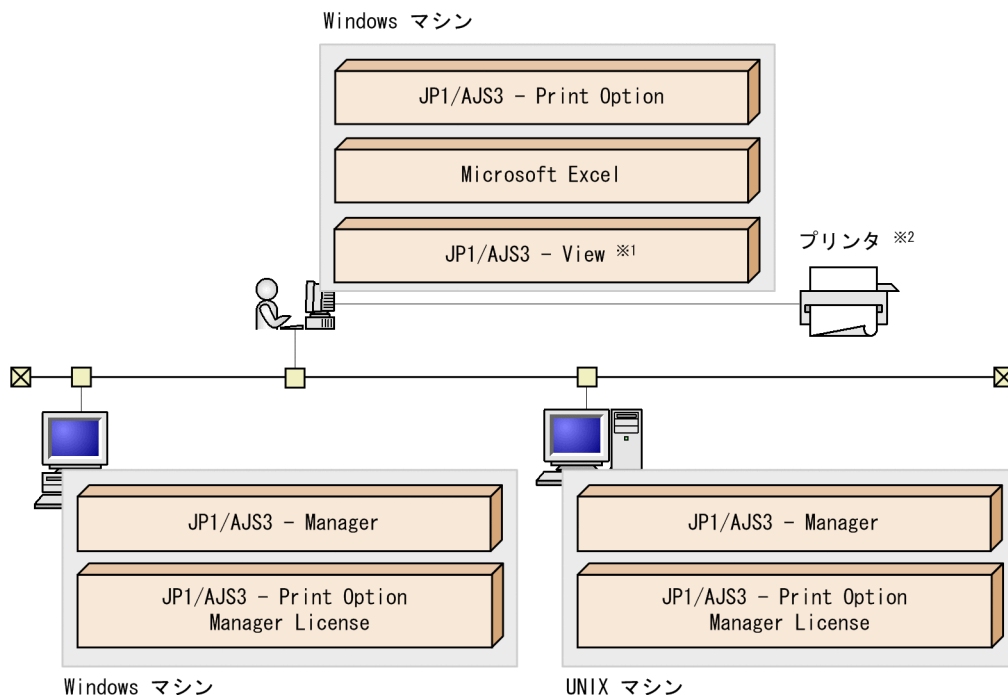 Windows マシン
JP1/AJS3 － Print Option
Microsoft Excel
JP1/AJS3 － View ※1
プリンタ ※2
JP1/AJS3 － Manager
JP1/AJS3 － Print Option
Manager License
Windows マシン
JP1/AJS3 － Manager
JP1/AJS3 － Print Option
Manager License
UNIX マシン